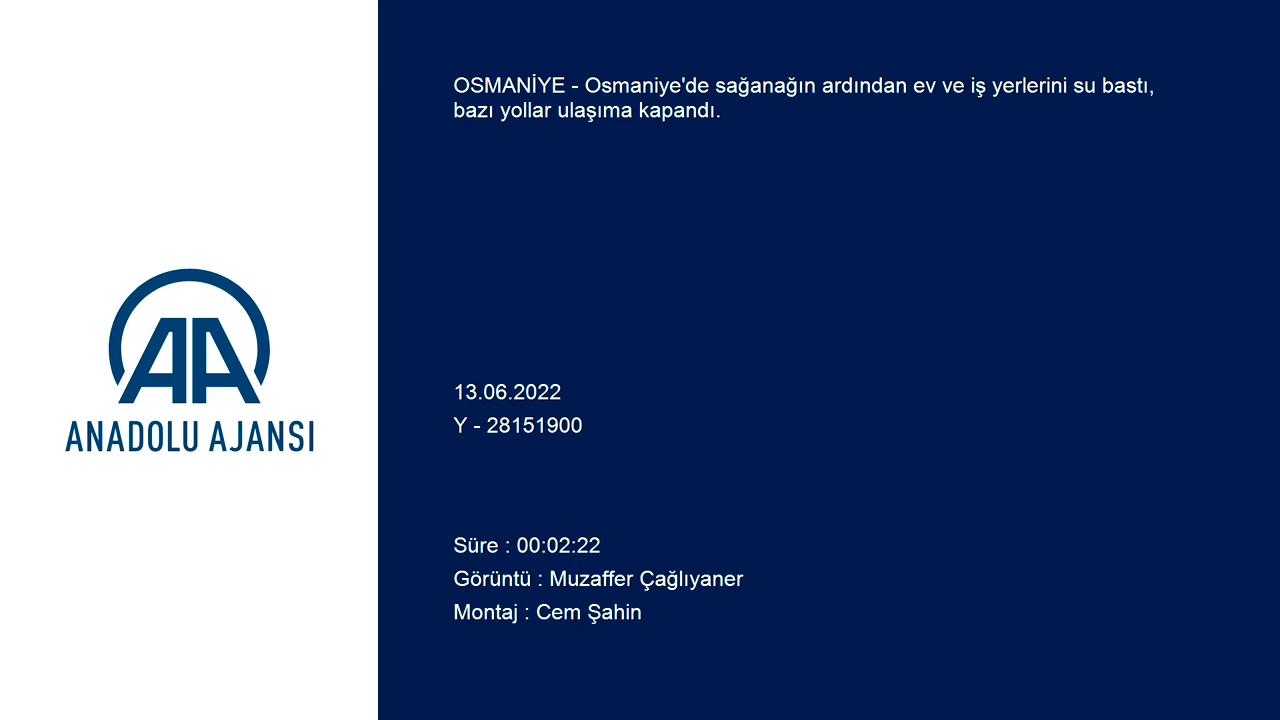 OSMANİYE - Osmaniye'de sağanağın ardından ev ve iş yerlerini su bastı,
bazı yollar ulaşıma kapandı.
AA
ANADOLU AJANSI
13.06.2022
Y - 28151900
Süre : 00:02:22
Görüntü : Muzaffer Çağlıyaner
Montaj : Cem Şahin